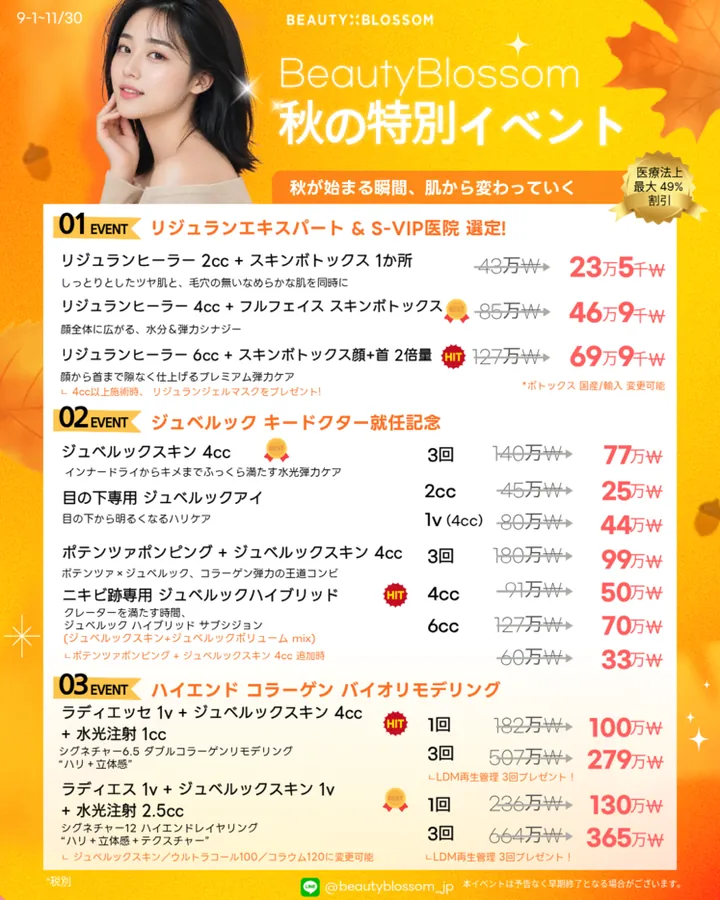 9-1~11/30
BEAUTY BLOSSOM
BeautyBlossom
秋の特別イベント
秋が始まる瞬間、肌から変わっていく
医療法上
最大 49%
割引
01 EVENT リジュランエキスパート & S-VIP医院 選定!
リジュランヒーラー 2cc + スキンボトックス 1か所 43万₩ 23万5千₩
しっとりとしたツヤ肌と、毛穴の無いなめらかな肌を同時に
リジュランヒーラー 4cc + フルフェイス スキンボトックス BEST 85万₩ 46万9千₩
顔全体に広がる、水分&弾力シナジー
リジュランヒーラー 6cc + スキンボトックス顔+首 2倍量 HIT 127万₩ 69万9千₩
顔から首まで隙なく仕上げるプレミアム弾力ケア
ㄴ 4cc以上施術時、 リジュランジェルマスクをプレゼント!
*ボトックス 国産/輸入 変更可能
02 EVENT ジュベルック キードクター就任記念
ジュベルックスキン 4cc BEST 3回 140万₩ 77万₩
インナードライからキメまでふっくら満たす水光弾力ケア
目の下専用 ジュベルックアイ 2cc 45万₩ 25万₩
目の下から明るくなるハリケア 1v (4cc) 80万₩ 44万₩
ポテンツァポンピング + ジュベルックスキン 4cc 3回 180万₩ 99万₩
ポテンツァ × ジュベルック、コラーゲン弾力の王道コンビ
ニキビ跡専用 ジュベルックハイブリッド HIT 4cc 91万₩ 50万₩
クレーターを満たす時間、
ジュベルック ハイブリッド サブシジョン 6cc 127万₩ 70万₩
(ジュベルックスキン+ジュベルックボリューム mix)
ㄴポテンツァポンピング + ジュベルックスキン 4cc 追加時 60万₩ 33万₩
03 EVENT ハイエンド コラーゲン バイオリモデリング
ラディエッセ 1v + ジュベルックスキン 4cc
+ 水光注射 1cc HIT 1回 182万₩ 100万₩
シグネチャー6.5 ダブルコラーゲンリモデリング 3回 507万₩ 279万₩
“ハリ + 立体感”
ㄴLDM再生管理 3回プレゼント!
ラディエス 1v + ジュベルックスキン 1v
+ 水光注射 2.5cc BEST 1回 236万₩ 130万₩
シグネチャー12 ハイエンドレイヤリング 3回 664万₩ 365万₩
“ハリ + 立体感 + テクスチャー”
ㄴ ジュベルックスキン/ウルトラコール100/コラウム120に変更可能
ㄴLDM再生管理 3回プレゼント!
*税別
LINE @beautyblossom_jp
本イベントは予告なく早期終了となる場合がございます。